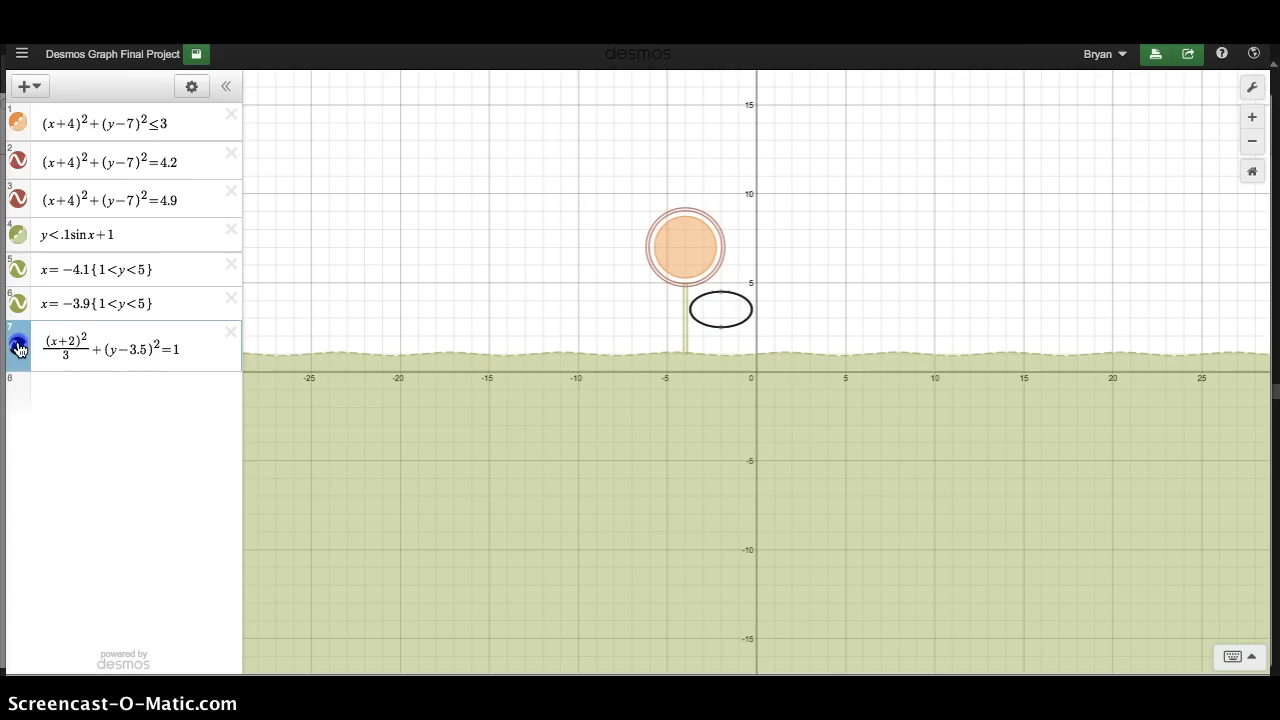 Desmos Graph Final Project
desmos
Bryan
1
(x+4)²+(y−7)²≤3
2
(x+4)²+(y−7)²=4.2
3
(x+4)²+(y−7)²=4.9
4
y<.1sinx+1
5
x=−4.1{1<y<5}
6
x=−3.9{1<y<5}
7
(x+2)²/3+(y−3.5)²=1
8
15
10
5
-25 -20 -15 -10 -5 0 5 10 15 20 25
-5
-10
-15
powered by
desmos
Screencast-O-Matic.com